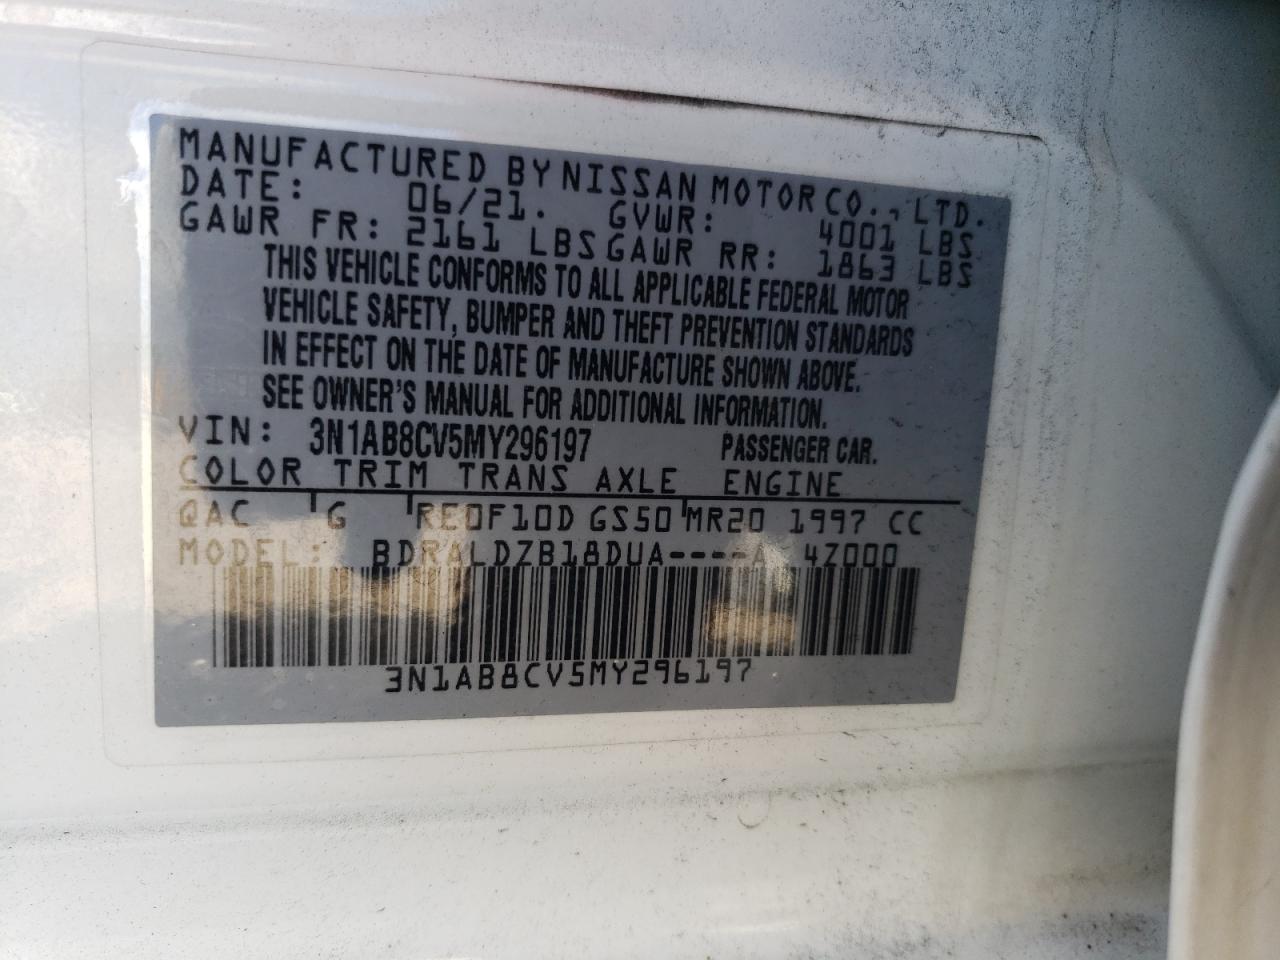 MANUFACTURED BY NISSAN MOTOR CO., LTD.
DATE: 06/21. GVWR: 4001 LBS
GAWR FR: 2161 LBS GAWR RR: 1863 LBS
THIS VEHICLE CONFORMS TO ALL APPLICABLE FEDERAL MOTOR
VEHICLE SAFETY, BUMPER AND THEFT PREVENTION STANDARDS
IN EFFECT ON THE DATE OF MANUFACTURE SHOWN ABOVE.
SEE OWNER'S MANUAL FOR ADDITIONAL INFORMATION.
VIN: 3N1AB8CV5MY296197 PASSENGER CAR.
COLOR TRIM TRANS AXLE ENGINE
QAC G RE0F10D GS50 MR20 1997 CC
MODEL: BDRALDZB18DUA----A 4Z000
3N1AB8CV5MY296197